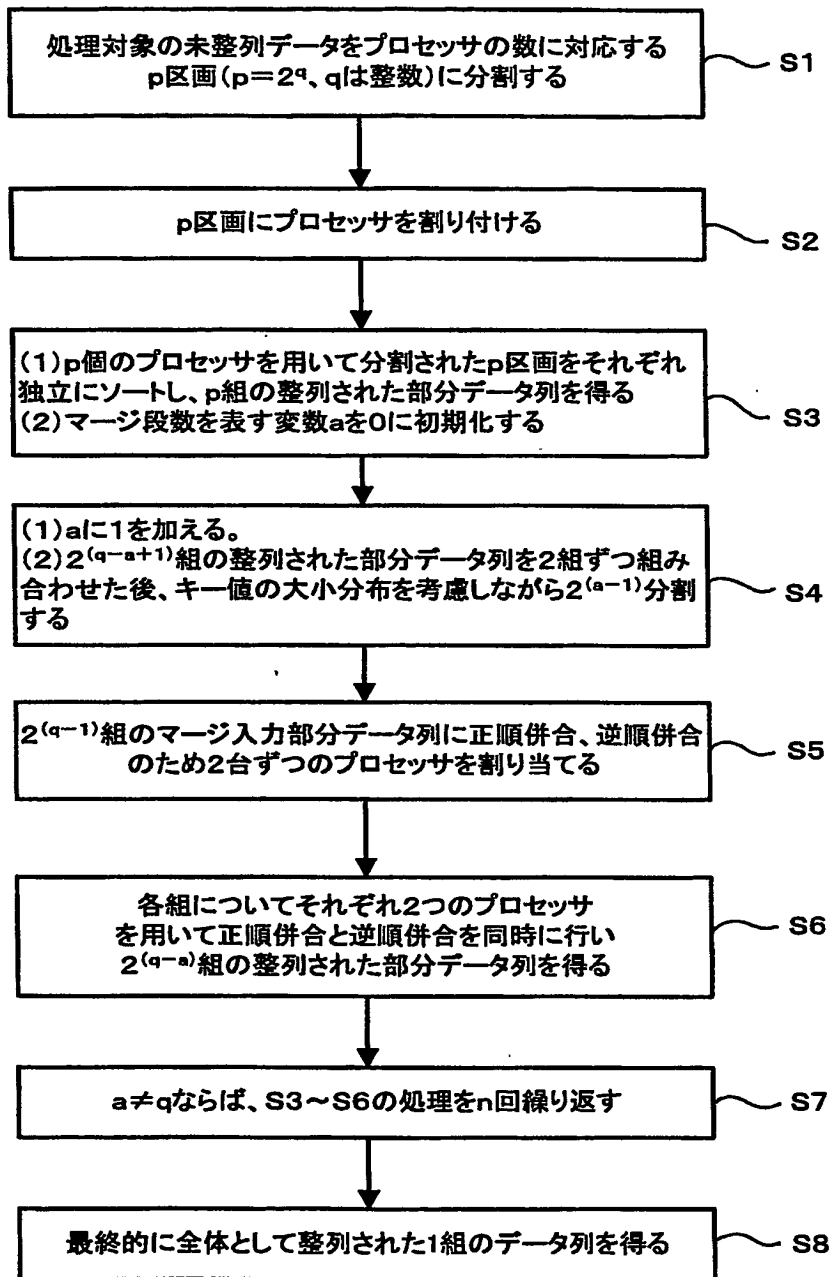 処理対象の未整列データをプロセッサの数に対応する
p区画(p=2^q、qは整数)に分割する
S1
p区画にプロセッサを割り付ける
S2
(1)p個のプロセッサを用いて分割されたp区画をそれぞれ
独立にソートし、p組の整列された部分データ列を得る
(2)マージ段数を表す変数aを0に初期化する
S3
(1)aに1を加える。
(2)2^(q-a+1)組の整列された部分データ列を2組ずつ組み
合わせた後、キー値の大小分布を考慮しながら2^(a-1)分割
する
S4
2^(q-1)組のマージ入力部分データ列に正順併合、逆順併合
のため2台ずつのプロセッサを割り当てる
S5
各組についてそれぞれ2つのプロセッサ
を用いて正順併合と逆順併合を同時に行い
2^(q-a)組の整列された部分データ列を得る
S6
a≠qならば、S3～S6の処理をn回繰り返す
S7
最終的に全体として整列された1組のデータ列を得る
S8